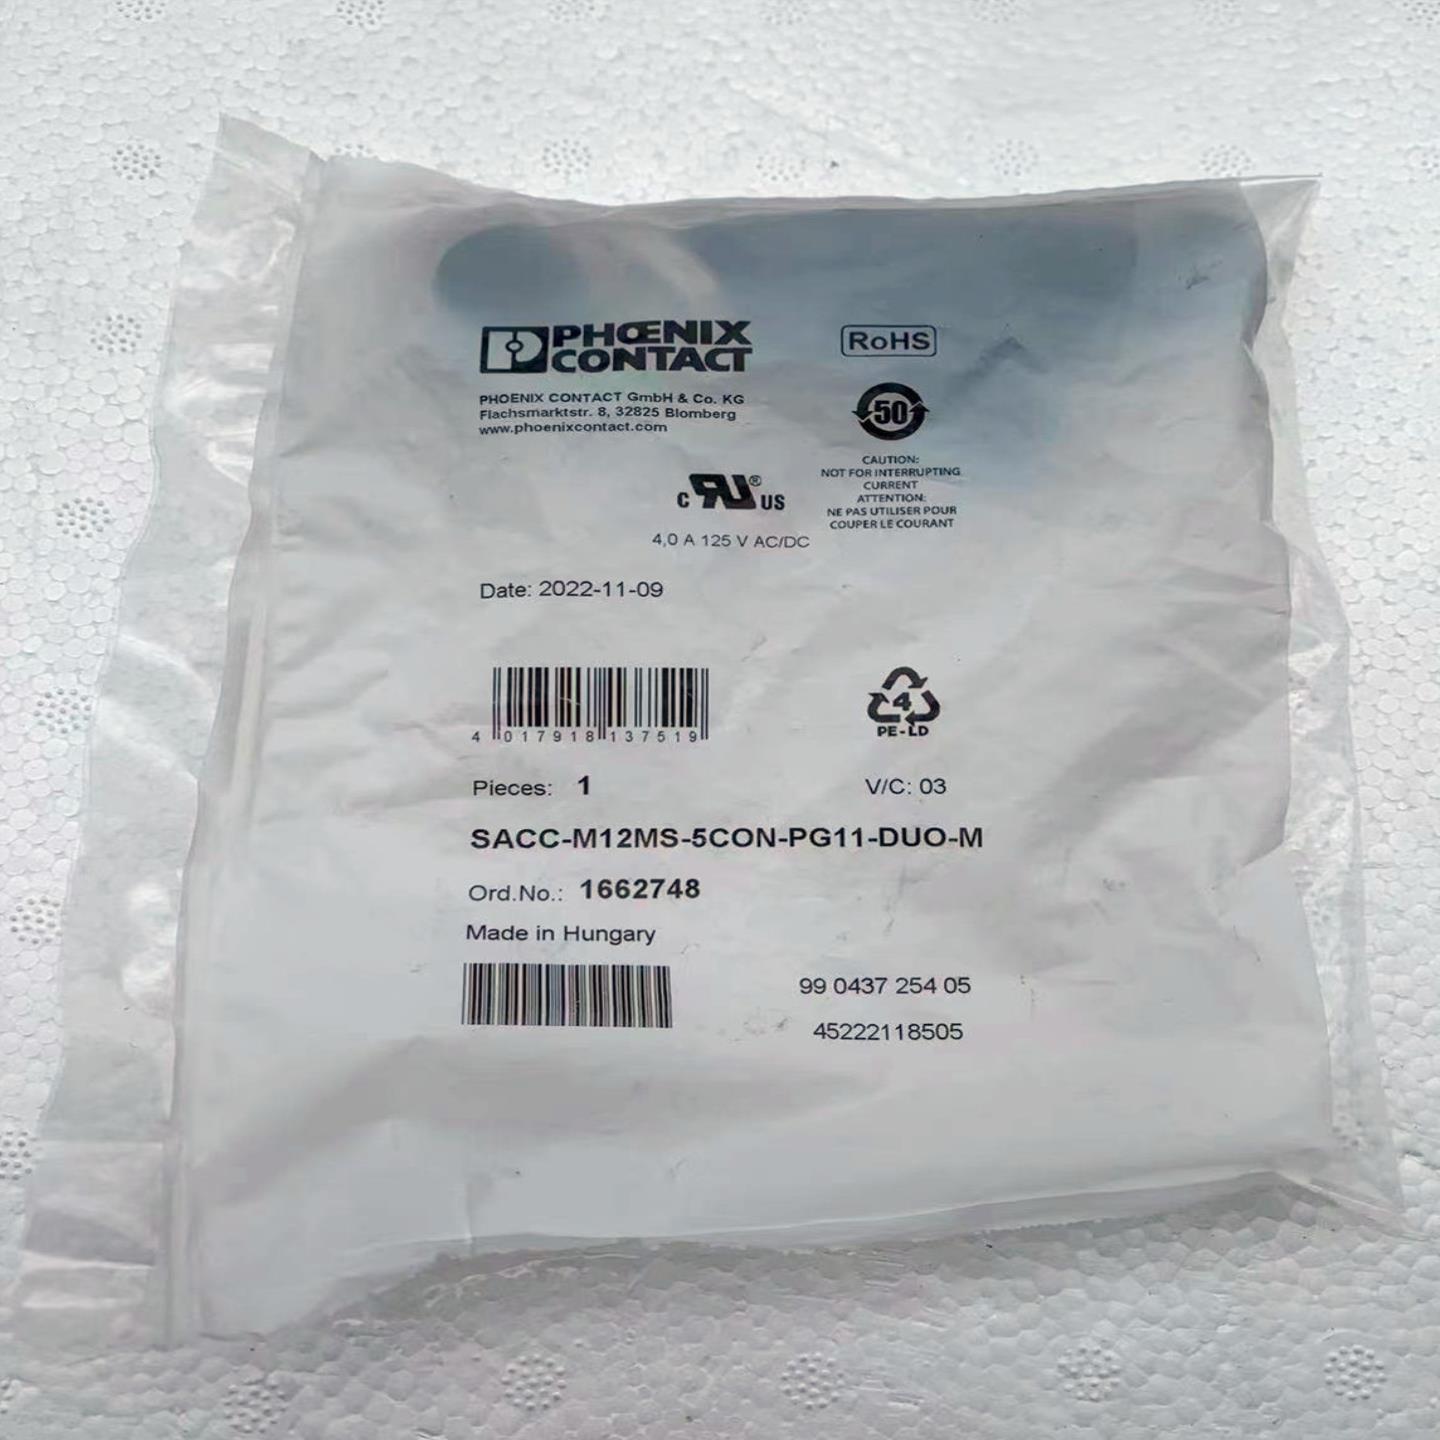 PHŒNIX
CONTACT
PHOENIX CONTACT GmbH & Co. KG
Flachsmarktstr. 8, 32825 Blomberg
www.phoenixcontact.com
RoHS
50
CAUTION:
NOT FOR INTERRUPTING
CURRENT
ATTENTION:
NE PAS UTILISER POUR
COUPER LE COURANT
c RU® US
4,0 A 125 V AC/DC
Date: 2022-11-09
4 017918 137519
4
PE-LD
Pieces: 1
V/C: 03
SACC-M12MS-5CON-PG11-DUO-M
Ord.No.: 1662748
Made in Hungary
99 0437 254 05
45222118505